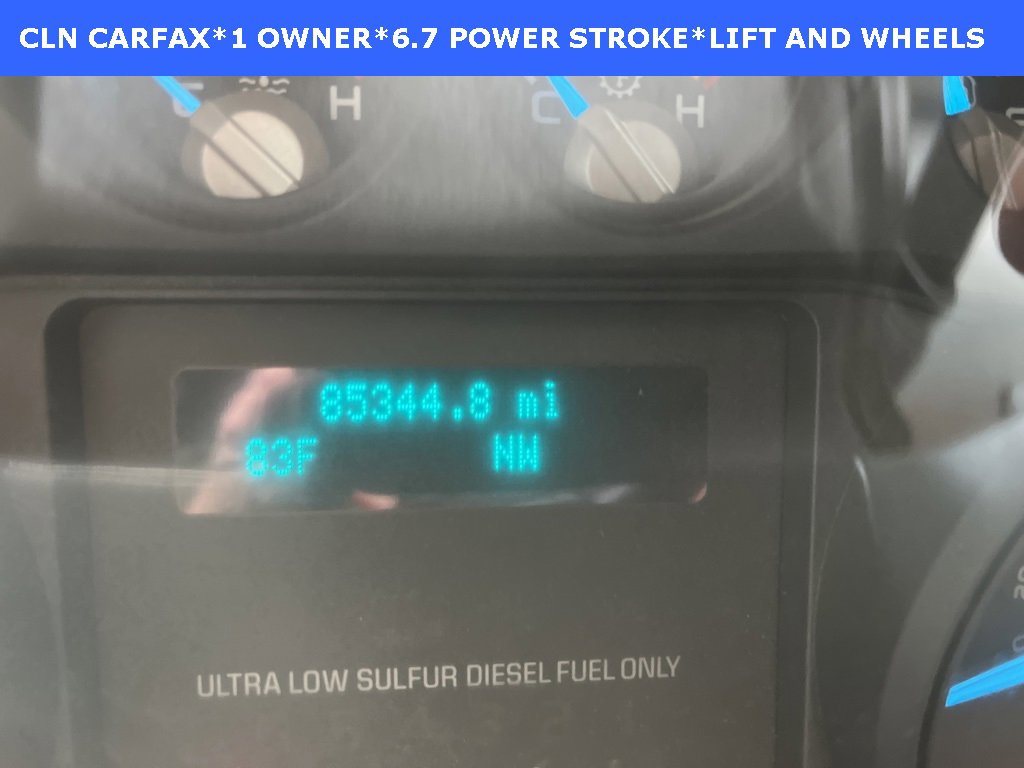 CLN CARFAX*1 OWNER*6.7 POWER STROKE*LIFT AND WHEELS
C H C H
85344.8 mi
83F NW
ULTRA LOW SULFUR DIESEL FUEL ONLY